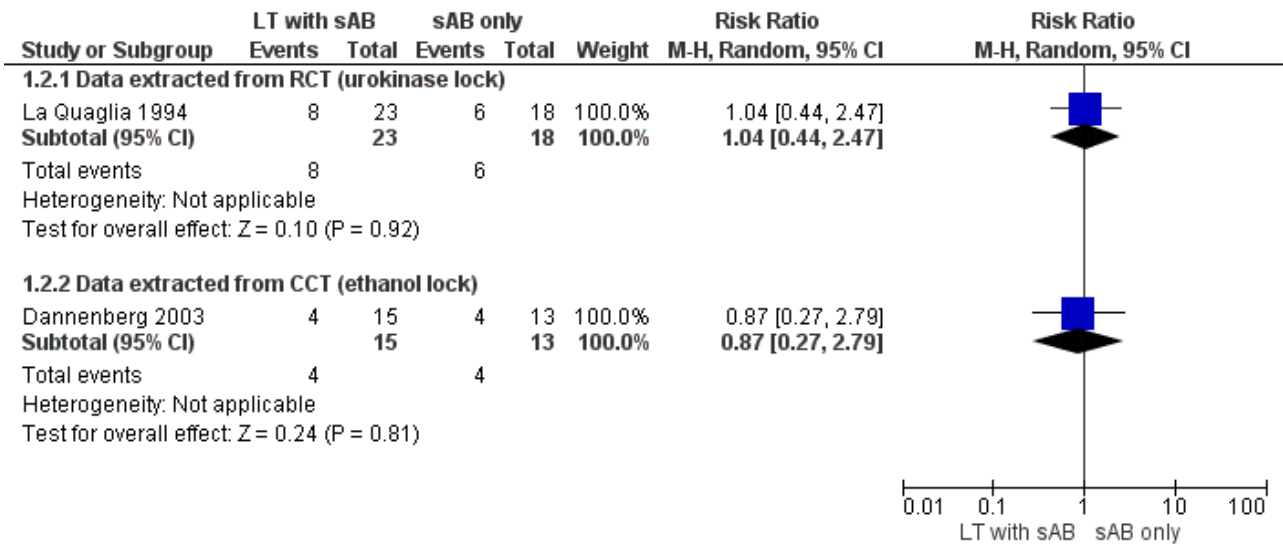 LT with sAB sAB only Risk Ratio Risk Ratio
Study or Subgroup Events Total Events Total Weight M-H, Random, 95% CI M-H, Random, 95% CI
1.2.1 Data extracted from RCT (urokinase lock)
La Quaglia 1994 8 23 6 18 100.0% 1.04 [0.44, 2.47]
Subtotal (95% CI) 23 18 100.0% 1.04 [0.44, 2.47]
Total events 8 6
Heterogeneity: Not applicable
Test for overall effect: Z = 0.10 (P = 0.92)
1.2.2 Data extracted from CCT (ethanol lock)
Dannenberg 2003 4 15 4 13 100.0% 0.87 [0.27, 2.79]
Subtotal (95% CI) 15 13 100.0% 0.87 [0.27, 2.79]
Total events 4 4
Heterogeneity: Not applicable
Test for overall effect: Z = 0.24 (P = 0.81)
0.01 0.1 1 10 100
LT with sAB sAB only